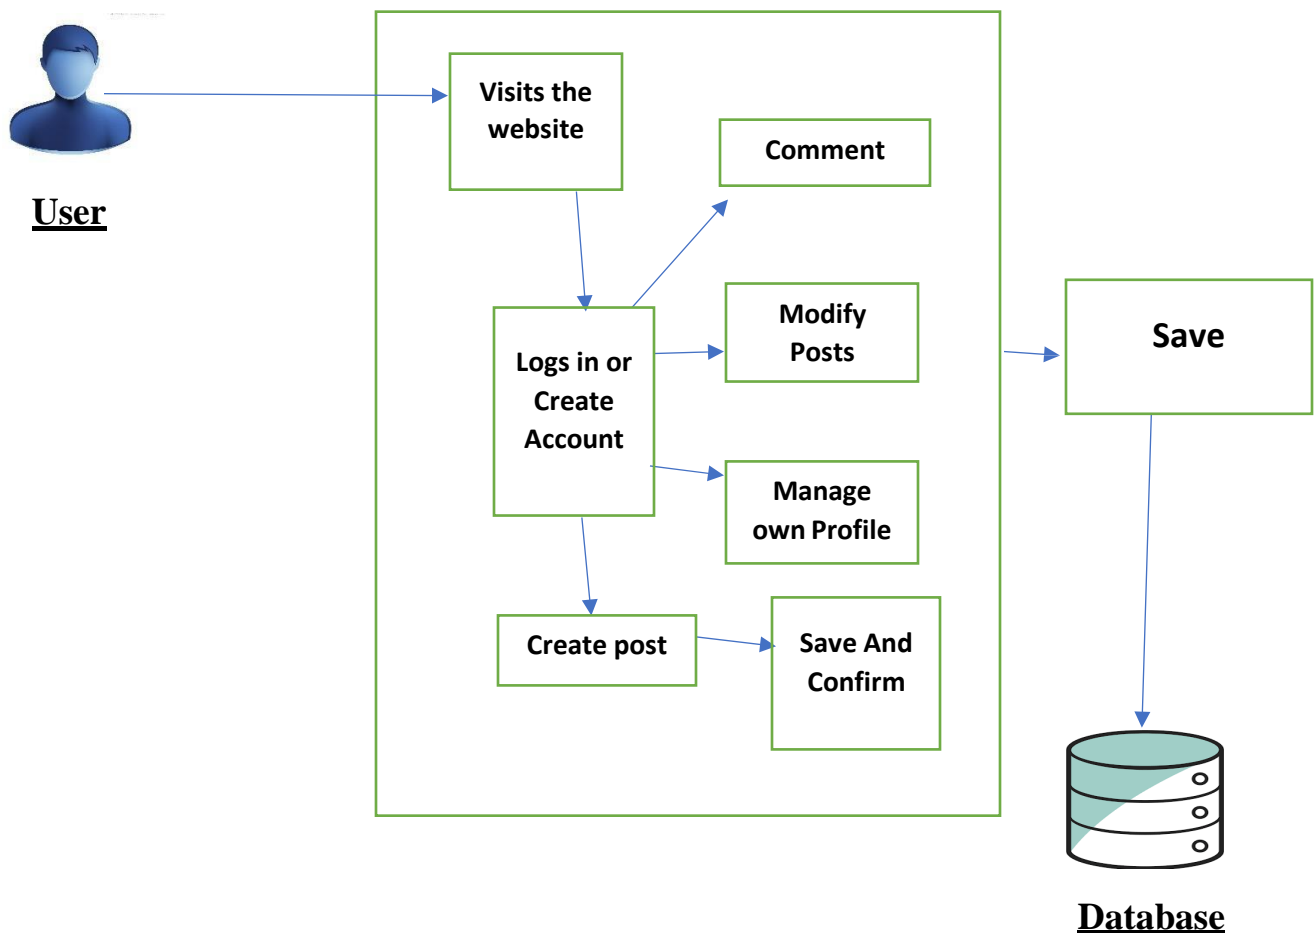 User
Visits the
website
Comment
Logs in or
Create
Account
Modify
Posts
Manage
own Profile
Create post
Save And
Confirm
Save
Database